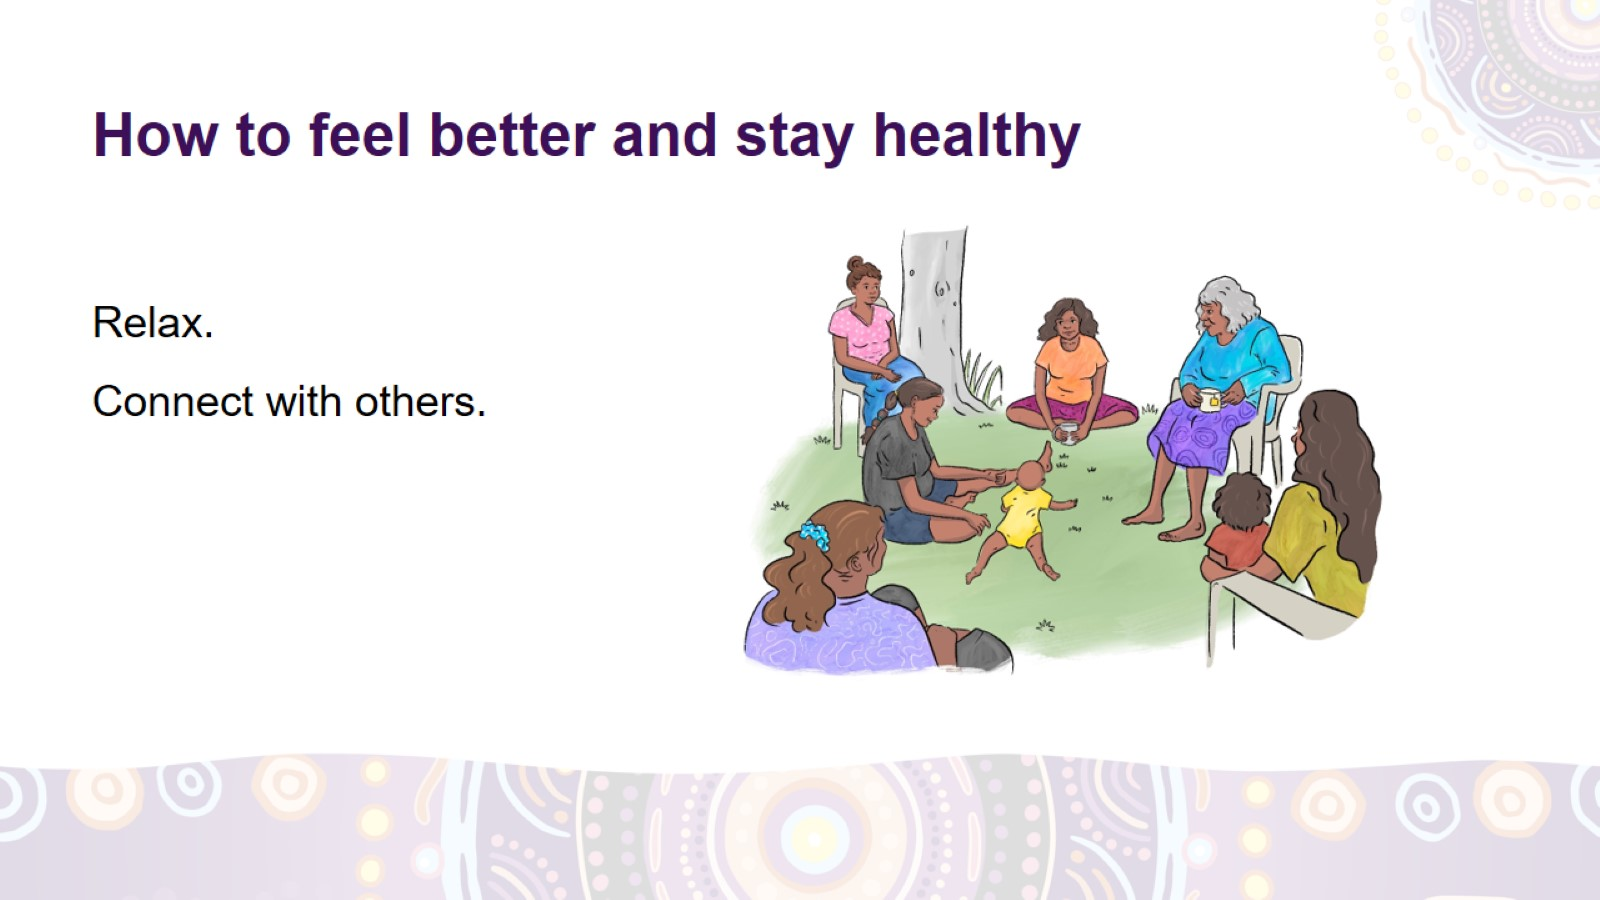 How to feel better and stay healthy
Relax.
Connect with others.